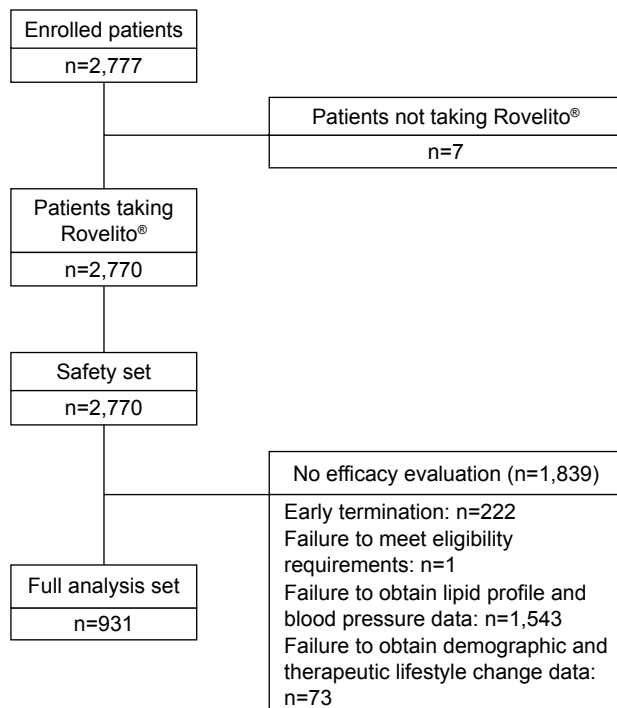 Enrolled patients
n=2,777
Patients not taking Rovelito®
n=7
Patients taking
Rovelito®
n=2,770
Safety set
n=2,770
No efficacy evaluation (n=1,839)
Early termination: n=222
Failure to meet eligibility
requirements: n=1
Failure to obtain lipid profile and
blood pressure data: n=1,543
Failure to obtain demographic and
therapeutic lifestyle change data:
n=73
Full analysis set
n=931